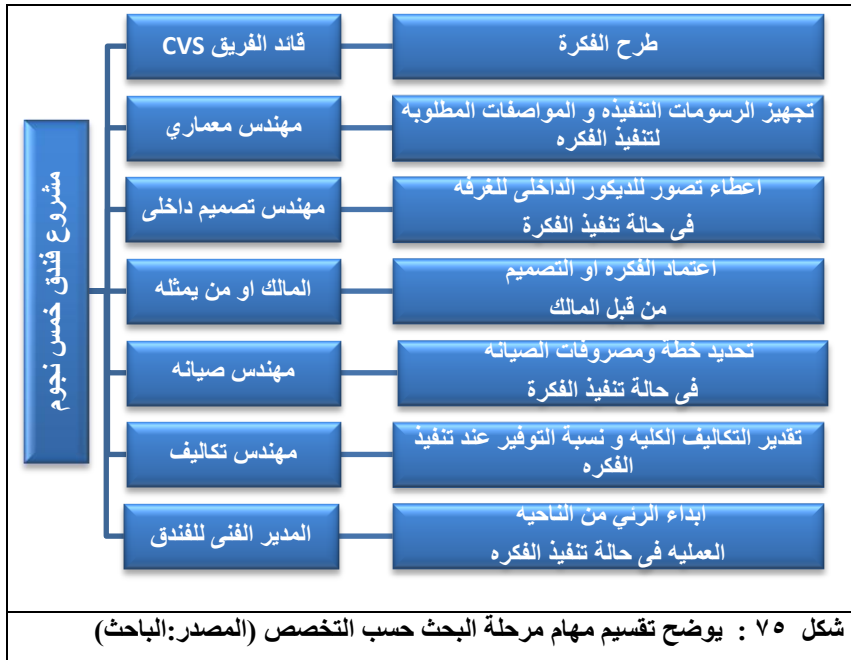 مشروع فندق خمس نجوم
قائد الفريق CVS
طرح الفكرة
مهندس معماري
تجهيز الرسومات التنفيذه و المواصفات المطلوبه
لتنفيذ الفكره
مهندس تصميم داخلى
اعطاء تصور للديكور الداخلى للغرفه
فى حالة تنفيذ الفكرة
المالك او من يمثله
اعتماد الفكره او التصميم
من قبل المالك
مهندس صيانه
تحديد خطة ومصروفات الصيانه
فى حالة تنفيذ الفكرة
مهندس تكاليف
تقدير التكاليف الكليه و نسبة التوفير عند تنفيذ
الفكره
المدير الفنى للفندق
ابداء الرئي من الناحيه
العمليه فى حالة تنفيذ الفكره
شكل ٧٥ : يوضح تقسيم مهام مرحلة البحث حسب التخصص (المصدر:الباحث)